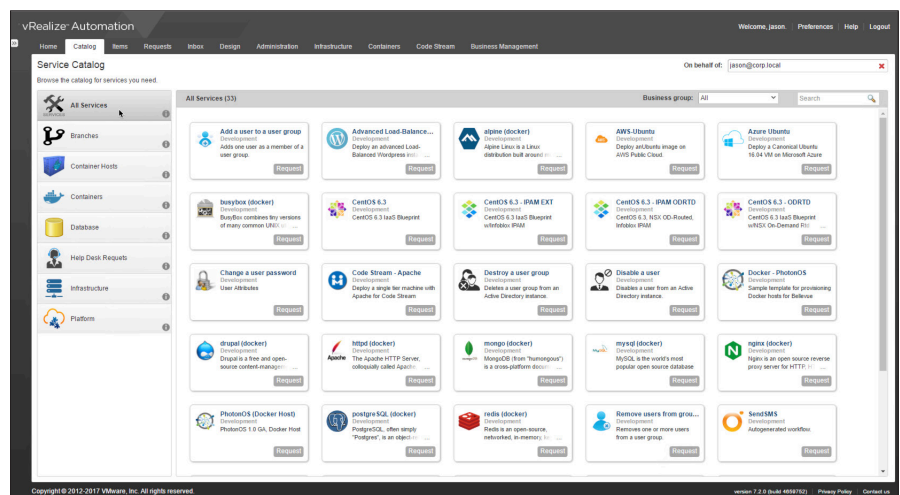 vRealize™ Automation
Welcome, jason. Preferences Help Logout
Home Catalog Items Requests Inbox Design Administration Infrastructure Containers Code Stream Business Management
Service Catalog
On behalf of: jason@corp.local
Browse the catalog for services you need.
All Services
Branches
Container Hosts
Containers
Database
Help Desk Requets
Infrastructure
Platform
All Services (33)
Business group: All
Search
Add a user to a user group
Development
Adds one user as a member of a
user group.
Request
Advanced Load-Balance...
Development
Deploy an advanced Load-
Balanced Wordpress
Request
alpine (docker)
Development
Alpine Linux is a Linux
distribution built around
Request
AWS-Ubuntu
Development
Deploy anUbuntu image on
AWS Public Cloud.
Request
Azure Ubuntu
Development
Deploy a Canonical Ubuntu
16.04 VM on Microsoft Azure
Request
busybox (docker)
Development
BusyBox combines tiny versions
of many common UNIX
Request
CentOS 6.3
Development
CentOS 6.3 IaaS Blueprint
Request
CentOS 6.3 - IPAM EXT
Development
CentOS 6.3 IaaS Blueprint
w/Infoblox IPAM
Request
CentOS 6.3 - IPAM ODRTD
Development
CentOS 6.3, NSX OD-Routed,
Infoblox IPAM
Request
CentOS 6.3 - ODRTD
Development
CentOS 6.3 IaaS Blueprint
w/NSX On-Demand Rtd
Request
Change a user password
Development
User Attributes
Request
Code Stream - Apache
Development
Deploy a single tier machine with
Apache for Code Stream
Request
Destroy a user group
Development
Deletes a user group from an
Active Directory instance.
Request
Disable a user
Development
Disables a user from an Active
Directory instance.
Request
Docker - PhotonOS
Development
Sample template for provisioning
Docker hosts for Bellevue
Request
drupal (docker)
Development
Drupal is a free and open-
source content-managem
Request
Apache
httpd (docker)
Development
The Apache HTTP Server,
colloquially called Apache
Request
mongo (docker)
Development
MongoDB (from "humongous")
is a cross-platform docum
Request
mysql (docker)
Development
MySQL is the world's most
popular open source database
Request
nginx (docker)
Development
Nginx is an open source reverse
proxy server for HTTP,
Request
PhotonOS (Docker Host)
Development
PhotonOS 1.0 GA, Docker Host
Request
postgreSQL (docker)
Development
PostgreSQL, often simply
"Postgres", is an object-
Request
redis (docker)
Development
Redis is an open-source,
networked, in-memory,
Request
Remove users from grou...
Development
Removes one or more users
from a user group.
Request
SendSMS
Development
Autogenerated workflow.
Request
Copyright © 2012-2017 VMware, Inc. All rights reserved.
version 7.2.0 (build 4659752) Privacy Policy Contact us